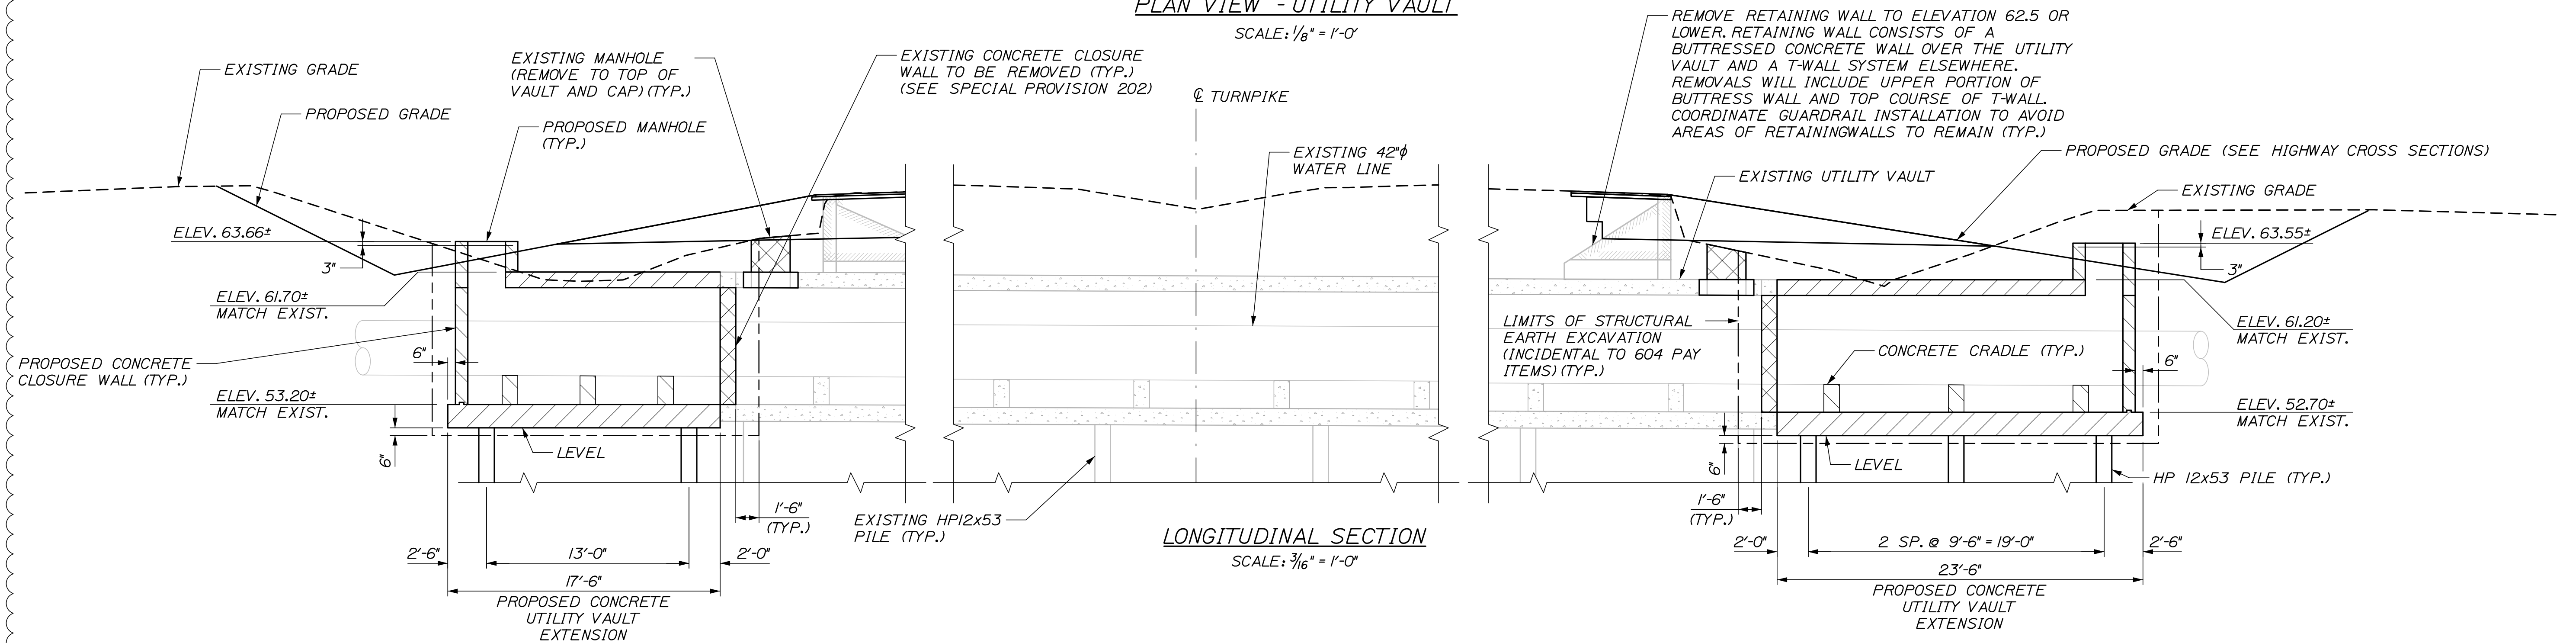 PLAN VIEW - UTILITY VAULT
SCALE: 1/8" = 1'-0"
EXISTING GRADE
PROPOSED GRADE
EXISTING MANHOLE
(REMOVE TO TOP OF
VAULT AND CAP) (TYP.)
PROPOSED MANHOLE
(TYP.)
EXISTING CONCRETE CLOSURE
WALL TO BE REMOVED (TYP.)
(SEE SPECIAL PROVISION 202)
℄ TURNPIKE
EXISTING 42"ϕ
WATER LINE
REMOVE RETAINING WALL TO ELEVATION 62.5 OR
LOWER. RETAINING WALL CONSISTS OF A
BUTTRESSED CONCRETE WALL OVER THE UTILITY
VAULT AND A T-WALL SYSTEM ELSEWHERE.
REMOVALS WILL INCLUDE UPPER PORTION OF
BUTTRESS WALL AND TOP COURSE OF T-WALL.
COORDINATE GUARDRAIL INSTALLATION TO AVOID
AREAS OF RETAININGWALLS TO REMAIN (TYP.)
PROPOSED GRADE (SEE HIGHWAY CROSS SECTIONS)
EXISTING UTILITY VAULT
EXISTING GRADE
ELEV. 63.66±
3"
ELEV. 61.70±
MATCH EXIST.
PROPOSED CONCRETE
CLOSURE WALL (TYP.)
6"
ELEV. 53.20±
MATCH EXIST.
6"
LEVEL
1'-6"
(TYP.)
EXISTING HP12x53
PILE (TYP.)
2'-6"
13'-0"
2'-0"
17'-6"
PROPOSED CONCRETE
UTILITY VAULT
EXTENSION
LONGITUDINAL SECTION
SCALE: 3/16" = 1'-0"
LIMITS OF STRUCTURAL
EARTH EXCAVATION
(INCIDENTAL TO 604 PAY
ITEMS) (TYP.)
CONCRETE CRADLE (TYP.)
ELEV. 63.55±
3"
ELEV. 61.20±
MATCH EXIST.
6"
ELEV. 52.70±
MATCH EXIST.
6"
LEVEL
HP 12x53 PILE (TYP.)
1'-6"
(TYP.)
2'-0"
2 SP. @ 9'-6" = 19'-0"
2'-6"
23'-6"
PROPOSED CONCRETE
UTILITY VAULT
EXTENSION